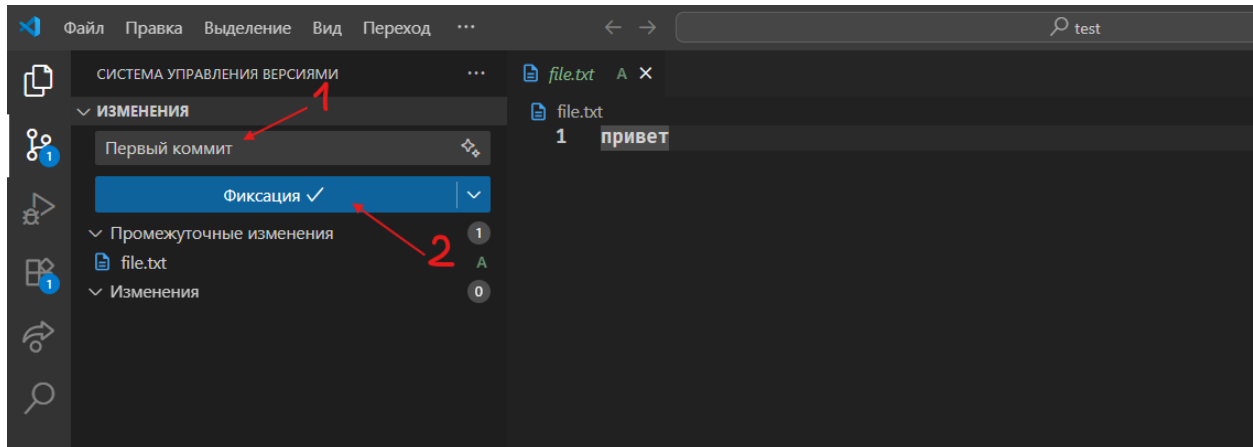 Файл Правка Выделение Вид Переход ··· ← → test
СИСТЕМА УПРАВЛЕНИЯ ВЕРСИЯМИ ···
1
ИЗМЕНЕНИЯ
Первый коммит
Фиксация ✓
2
Промежуточные изменения 1
file.txt A
Изменения 0
1
1
file.txt A ×
file.txt
1 привет